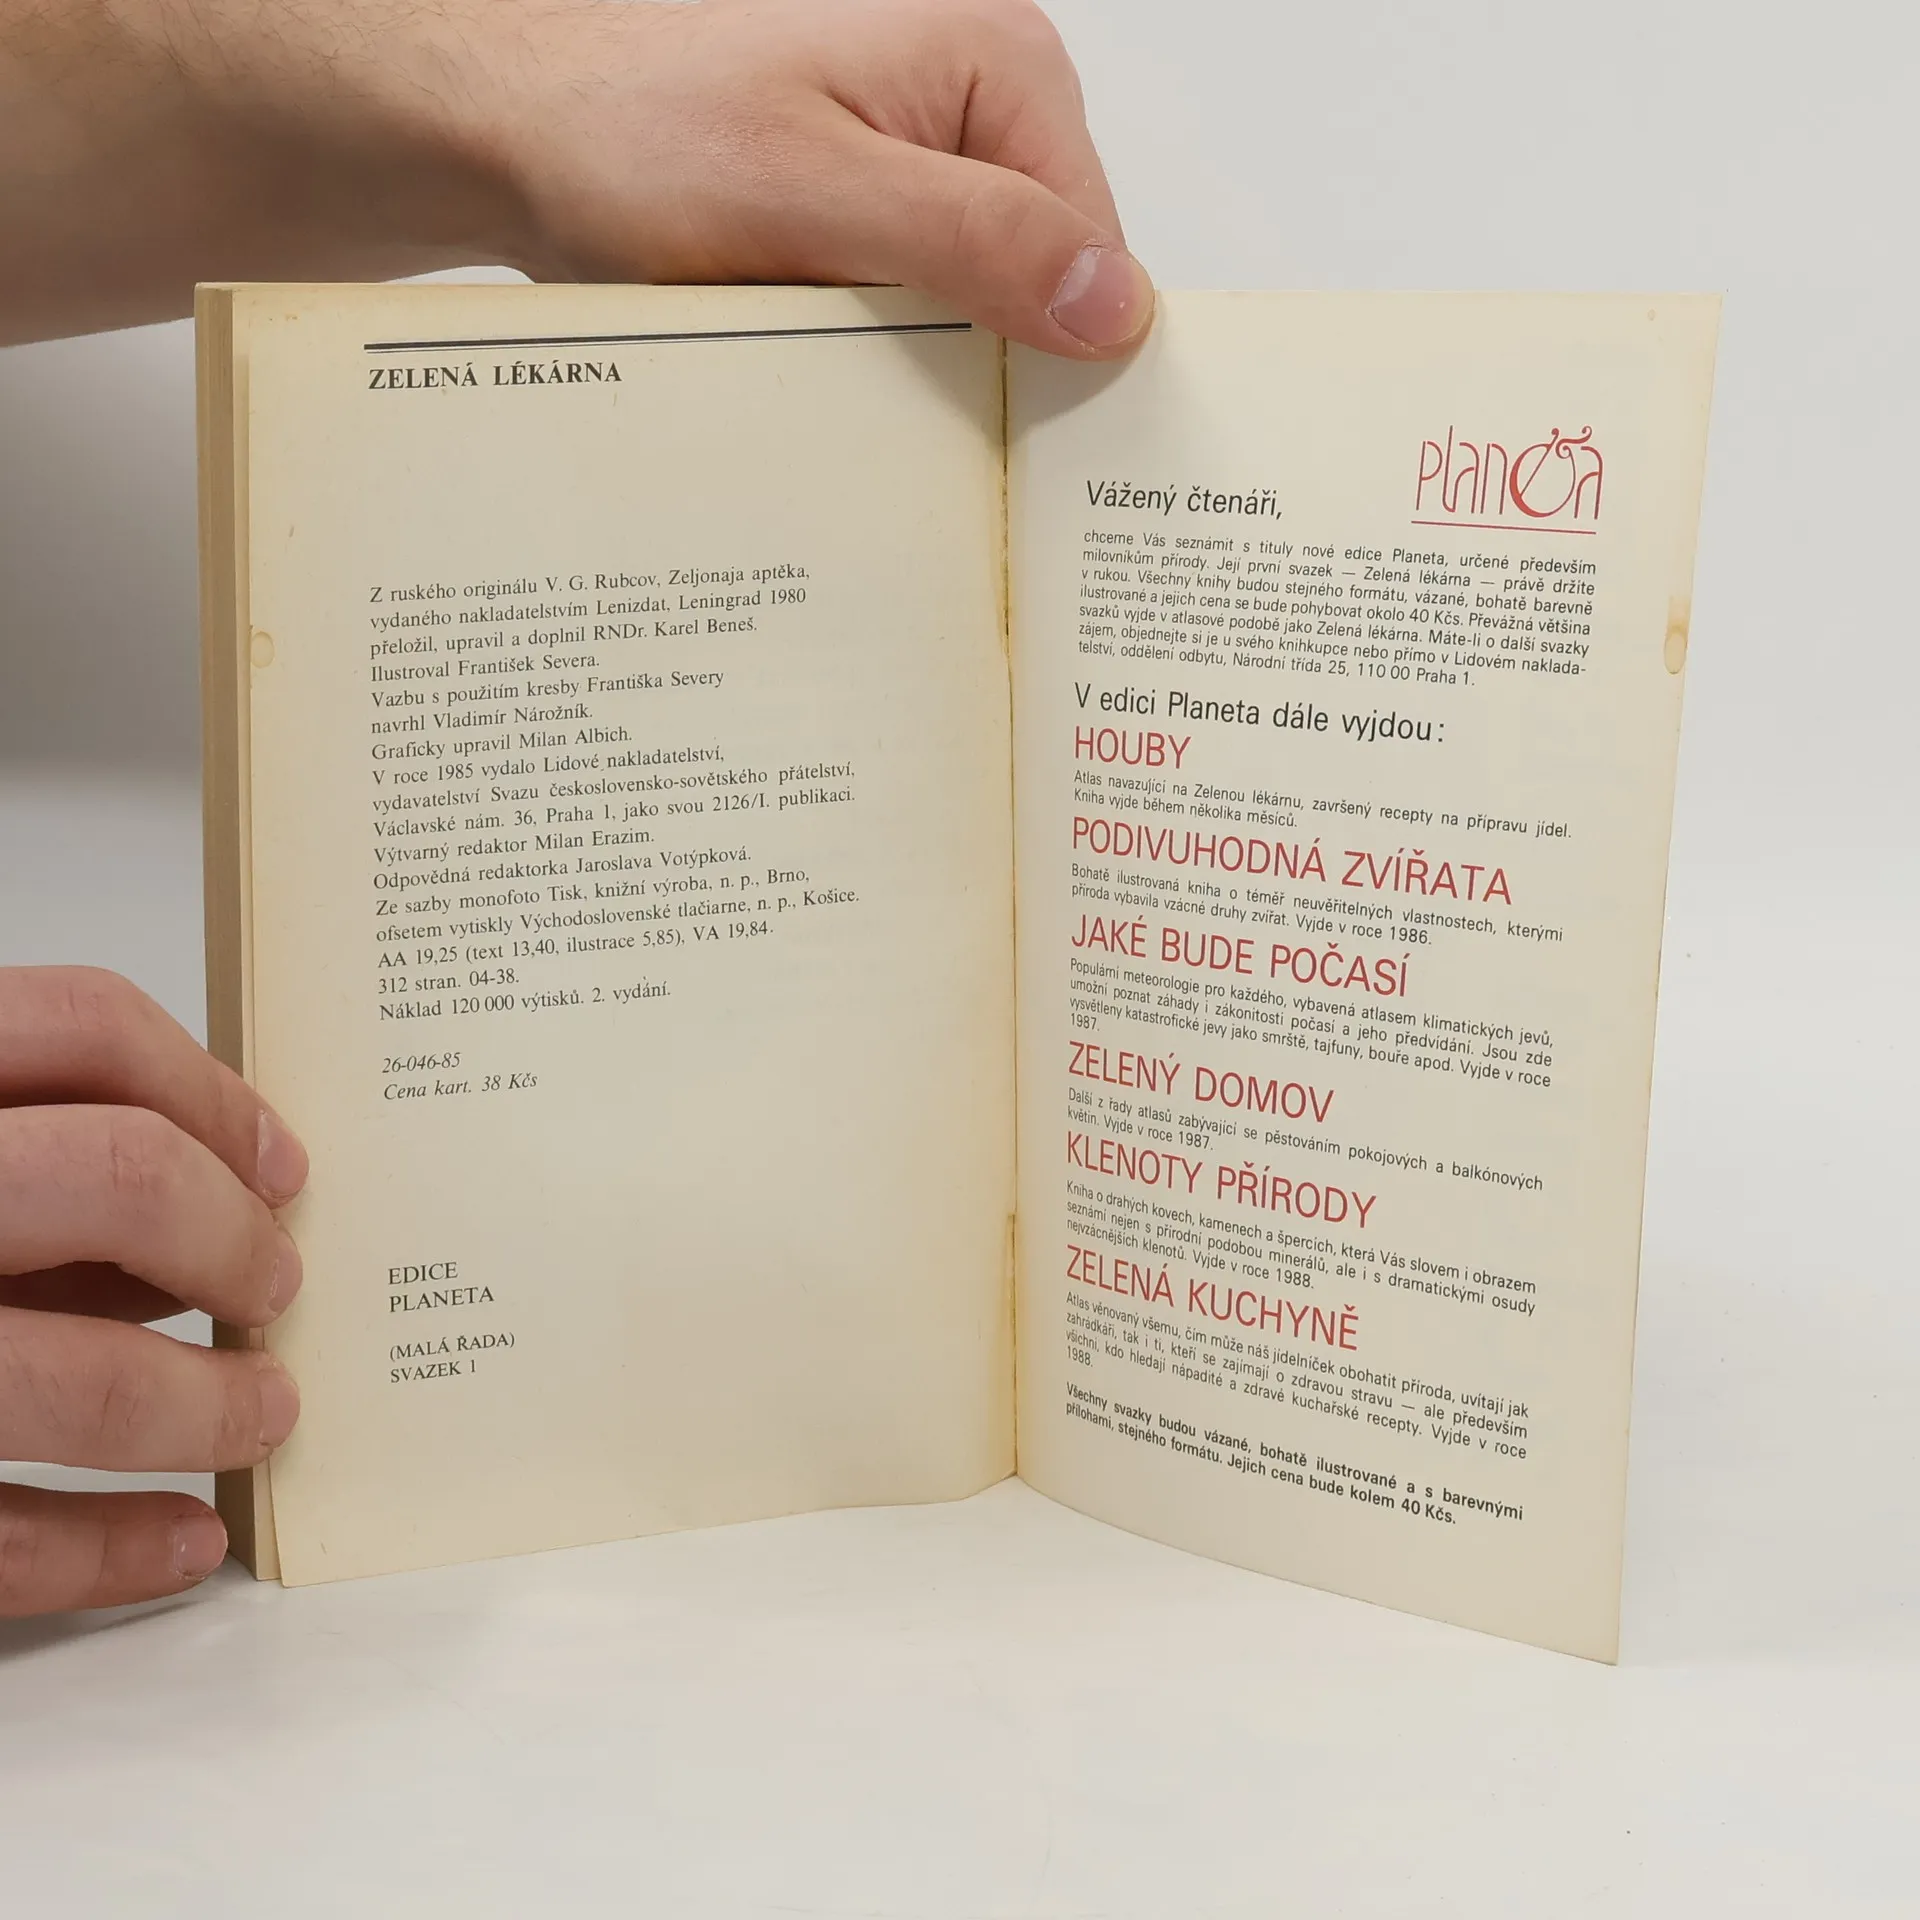 ZELENÁ LÉKÁRNA
Z ruského originálu V. G. Rubcov, Zeljonaja aptěka,
vydaného nakladatelstvím Lenizdat, Leningrad 1980
přeložil, upravil a doplnil RNDr. Karel Beneš.
Ilustroval František Severa.
Vazbu s použitím kresby Františka Severy
navrhl Vladimír Nárožník.
Graficky upravil Milan Albich.
V roce 1985 vydalo Lidové nakladatelství,
vydavatelství Svazu československo-sovětského přátelství,
Václavské nám. 36, Praha 1, jako svou 2126/I. publikaci.
Výtvarný redaktor Milan Erazim.
Odpovědná redaktorka Jaroslava Votýpková.
Ze sazby monofoto Tisk, knižní výroba, n. p., Brno,
ofsetem vytiskly Východoslovenské tlačiarne, n. p., Košice.
AA 19,25 (text 13,40, ilustrace 5,85), VA 19,84.
312 stran. 04-38.
Náklad 120 000 výtisků. 2. vydání.
26-046-85
Cena kart. 38 Kčs
EDICE
PLANETA
(MALÁ ŘADA)
SVAZEK 1
planeta
Vážený čtenáři,
chceme Vás seznámit s tituly nové edice Planeta, určené především
milovníkům přírody. Její první svazek — Zelená lékárna — právě držíte
v rukou. Všechny knihy budou stejného formátu, vázané, bohatě barevně
ilustrované a jejich cena se bude pohybovat okolo 40 Kčs. Převážná většina
svazků vyjde v atlasové podobě jako Zelená lékárna. Máte-li o další svazky
zájem, objednejte si je u svého knihkupce nebo přímo v Lidovém naklada-
telství, oddělení odbytu, Národní třída 25, 110 00 Praha 1.
V edici Planeta dále vyjdou:
HOUBY
Atlas navazující na Zelenou lékárnu, završený recepty na přípravu jídel.
Kniha vyjde během několika měsíců.
PODIVUHODNÁ ZVÍŘATA
Bohatě ilustrovaná kniha o téměř neuvěřitelných vlastnostech, kterými
příroda vybavila vzácné druhy zvířat. Vyjde v roce 1986.
JAKÉ BUDE POČASÍ
Populární meteorologie pro každého, vybavená atlasem klimatických jevů,
umožní poznat záhady i zákonitosti počasí a jeho předvídání. Jsou zde
vysvětleny katastrofické jevy jako smrště, tajfuny, bouře apod. Vyjde v roce
1987.
ZELENÝ DOMOV
Další z řady atlasů zabývající se pěstováním pokojových a balkónových
květin. Vyjde v roce 1987.
KLENOTY PŘÍRODY
Kniha o drahých kovech, kamenech a špercích, která Vás slovem i obrazem
seznámí nejen s přírodní podobou minerálů, ale i s dramatickými osudy
nejvzácnějších klenotů. Vyjde v roce 1988.
ZELENÁ KUCHYNĚ
Atlas věnovaný všemu, čím může náš jídelníček obohatit příroda, uvítají jak
zahrádkáři, tak i ti, kteří se zajímají o zdravou stravu — ale především
všichni, kdo hledají nápadité a zdravé kuchařské recepty. Vyjde v roce
1988.
Všechny svazky budou vázané, bohatě ilustrované a s barevnými
přílohami, stejného formátu. Jejich cena bude kolem 40 Kčs.